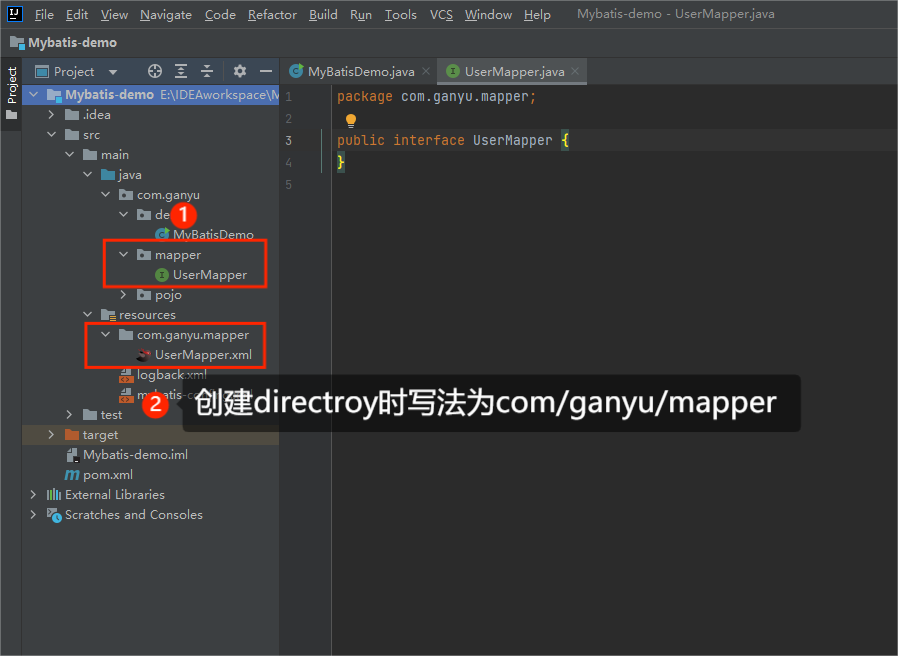 File Edit View Navigate Code Refactor Build Run Tools VCS Window Help Mybatis-demo - UserMapper.java
Mybatis-demo
Project
Project
MyBatisDemo.java
UserMapper.java
Mybatis-demo E:\IDEAworkspace\M
.idea
src
main
java
com.ganyu
de
1
MyBatisDemo
mapper
UserMapper
pojo
resources
com.ganyu.mapper
UserMapper.xml
logback.xml
2
创建directroy时写法为com/ganyu/mapper
test
target
Mybatis-demo.iml
pom.xml
External Libraries
Scratches and Consoles
1 package com.ganyu.mapper;
2
3 public interface UserMapper {
4 }
5